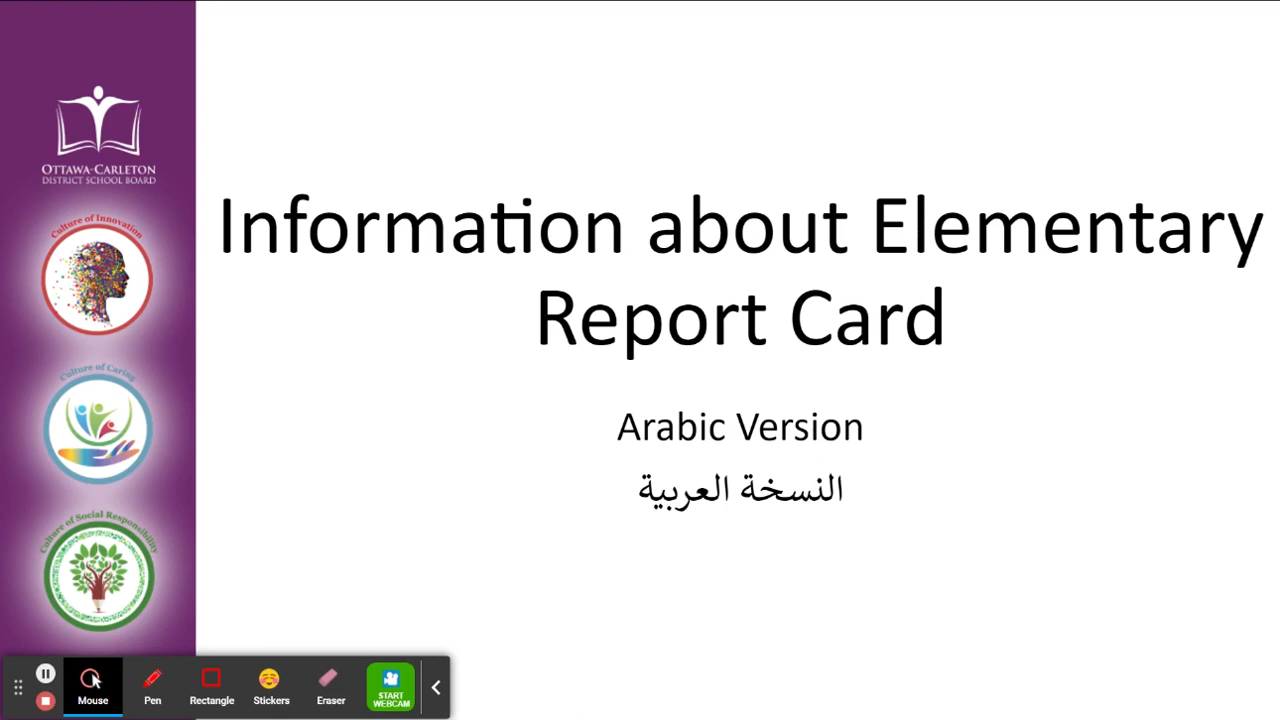 OTTAWA-CARLETON
DISTRICT SCHOOL BOARD
Culture of Innovation
Culture of Caring
Culture of Social Responsibility
Information about Elementary
Report Card
Arabic Version
النسخة العربية
Mouse
Pen
Rectangle
Stickers
Eraser
START
WEBCAM